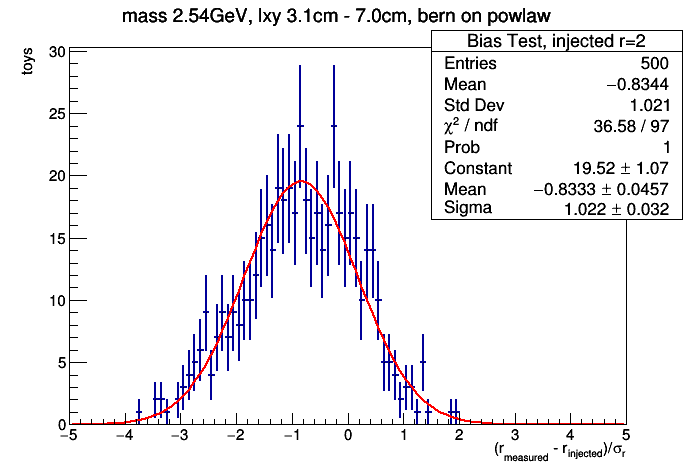 mass 2.54GeV, lxy 3.1cm - 7.0cm, bern on powlaw
Bias Test, injected r=2
Entries 500
Mean −0.8344
Std Dev 1.021
χ² / ndf 36.58 / 97
Prob 1
Constant 19.52 ± 1.07
Mean −0.8333 ± 0.0457
Sigma 1.022 ± 0.032
toys
30
25
20
15
10
5
0
−5 −4 −3 −2 −1 0 1 2 3 4 5
(r_measured - r_injected)/σ_r